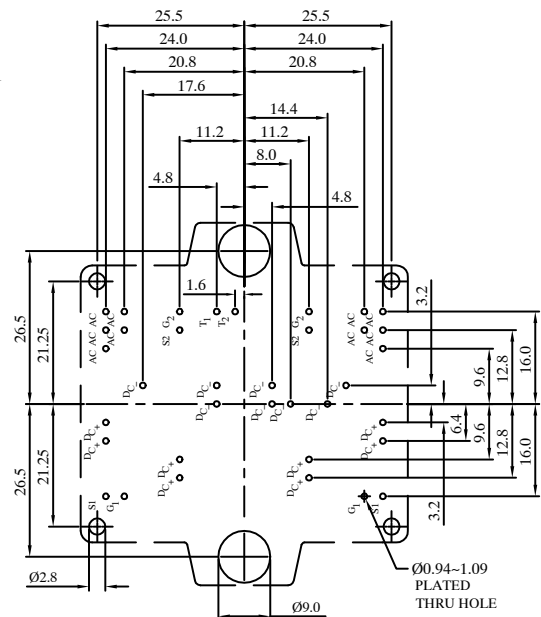 25.5 25.5
24.0 24.0
20.8 20.8
17.6
14.4
11.2 11.2
8.0
4.8
4.8
1.6
3.2
26.5
21.25
16.0
12.8
9.6
AC AC G2 T1 T2 G2 AC AC
AC AC S2 S2 AC AC
AC AC
DC- DC- DC- DC-
DC- DC- DC- DC-
DC+ DC+
DC+ DC+
DC+ DC+
DC+ DC+
S1 G1 G1 S1
26.5
21.25
6.4
9.6
12.8
16.0
3.2
Ø2.8
Ø9.0
Ø0.94~1.09
PLATED
THRU HOLE